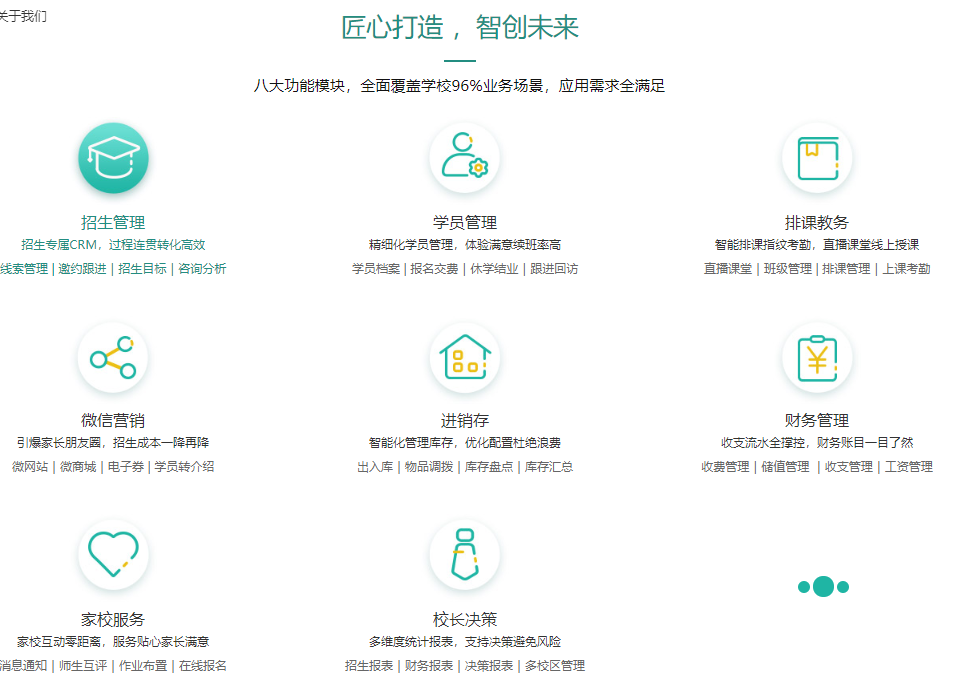 关于我们
匠心打造 ，智创未来
八大功能模块，全面覆盖学校96%业务场景，应用需求全满足
招生管理
招生专属CRM，过程连贯转化高效
线索管理 | 邀约跟进 | 招生目标 | 咨询分析
学员管理
精细化学员管理，体验满意续班率高
学员档案 | 报名交费 | 休学结业 | 跟进回访
排课教务
智能排课指纹考勤，直播课堂线上授课
直播课堂 | 班级管理 | 排课管理 | 上课考勤
微信营销
引爆家长朋友圈，招生成本一降再降
微网站 | 微商城 | 电子券 | 学员转介绍
进销存
智能化管理库存，优化配置杜绝浪费
出入库 | 物品调拨 | 库存盘点 | 库存汇总
财务管理
收支流水全撑控，财务账目一目了然
收费管理 | 储值管理 | 收支管理 | 工资管理
家校服务
家校互动零距离，服务贴心家长满意
消息通知 | 师生互评 | 作业布置 | 在线报名
校长决策
多维度统计报表，支持决策避免风险
招生报表 | 财务报表 | 决策报表 | 多校区管理